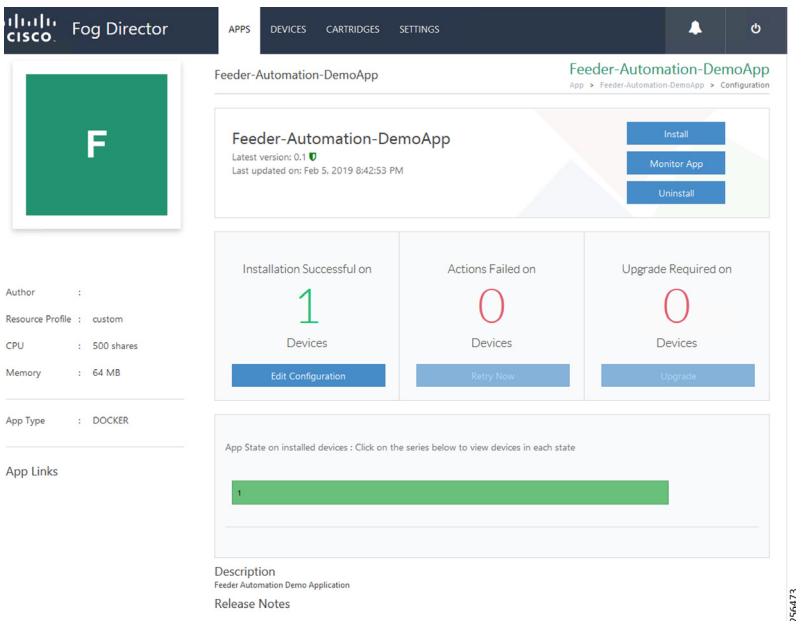 CISCO. Fog Director
APPS DEVICES CARTRIDGES SETTINGS
F
Author :
Resource Profile : custom
CPU : 500 shares
Memory : 64 MB
App Type : DOCKER
App Links
Feeder-Automation-DemoApp
Feeder-Automation-DemoApp
App > Feeder-Automation-DemoApp > Configuration
Feeder-Automation-DemoApp
Latest version: 0.1
Last updated on: Feb 5, 2019 8:42:53 PM
Install
Monitor App
Uninstall
Installation Successful on
1
Devices
Edit Configuration
Actions Failed on
0
Devices
Retry Now
Upgrade Required on
0
Devices
Upgrade
App State on installed devices : Click on the series below to view devices in each state
1
Description
Feeder Automation Demo Application
Release Notes
256473